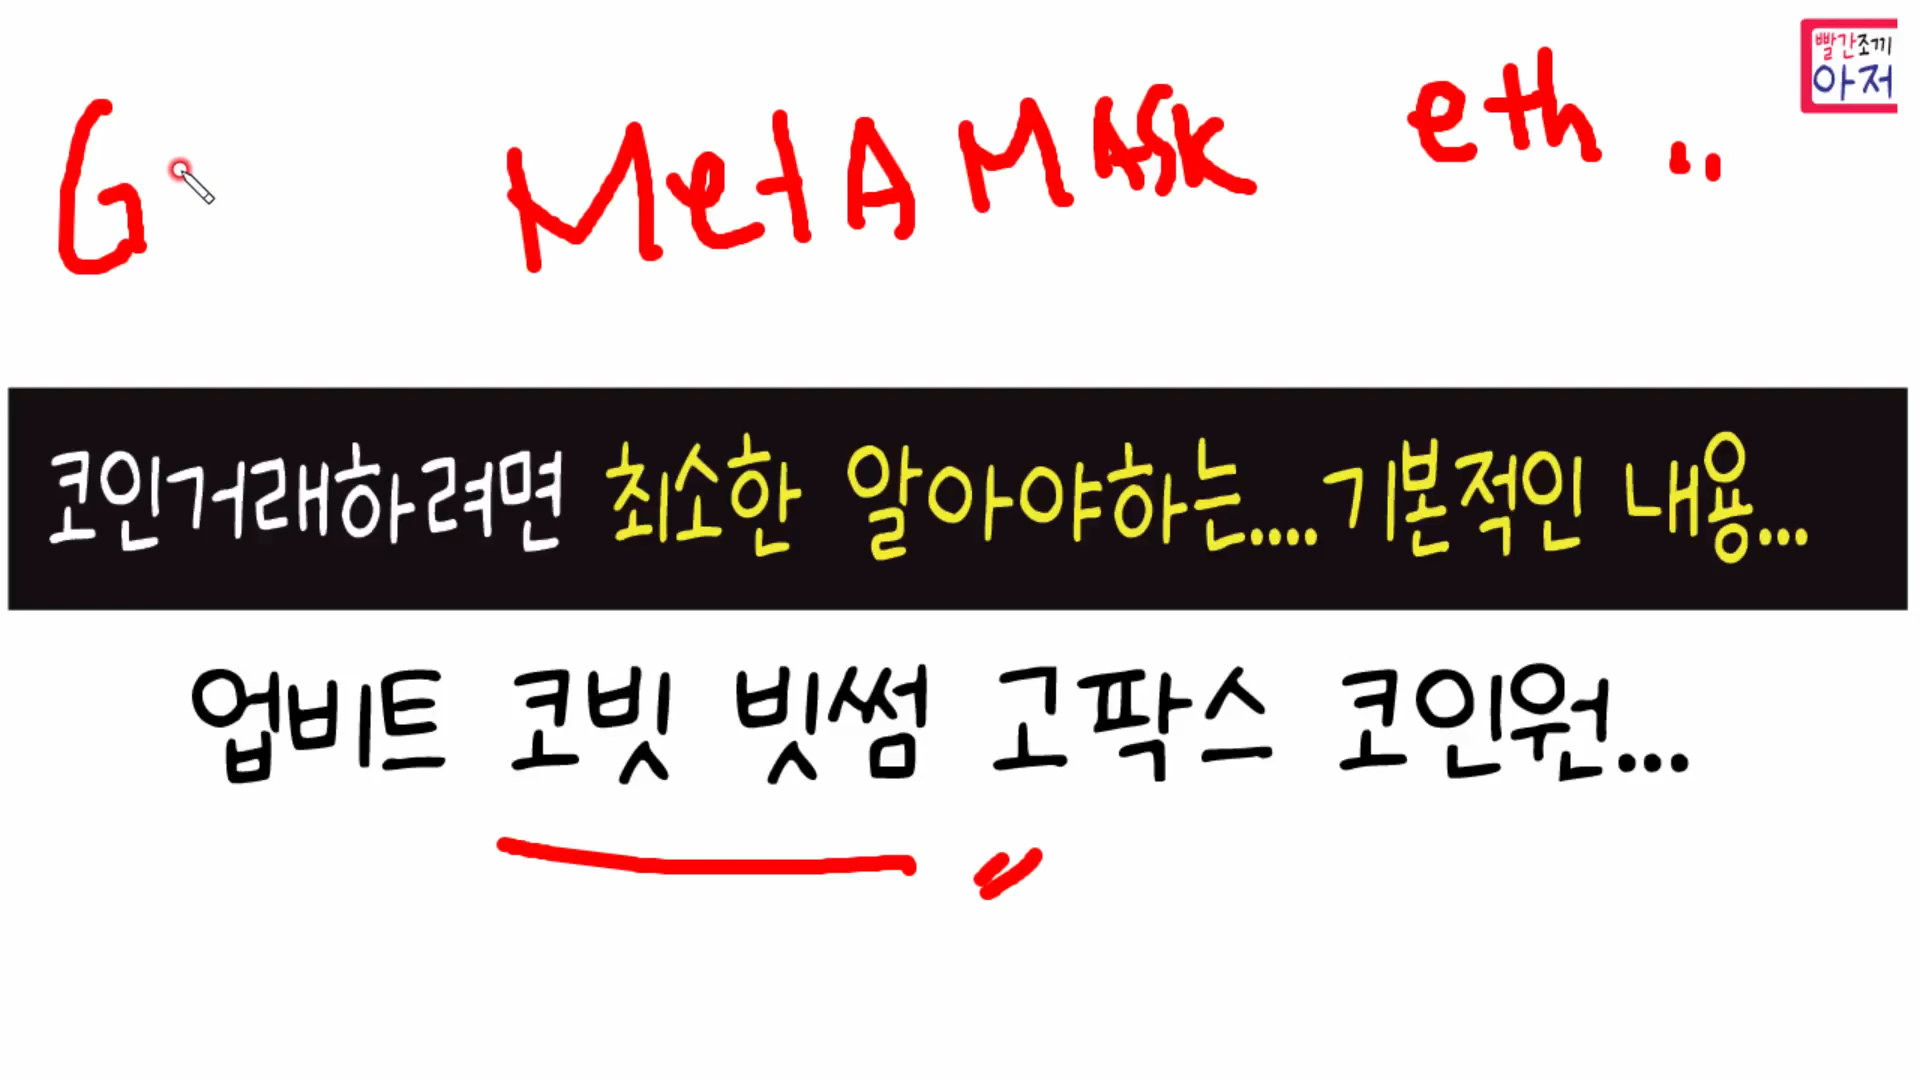 G MetAMASK eth ..
빨간조끼
아저
코인거래하려면 최소한 알아야하는....기본적인 내용...
업비트 코빗 빗썸 고팍스 코인원...